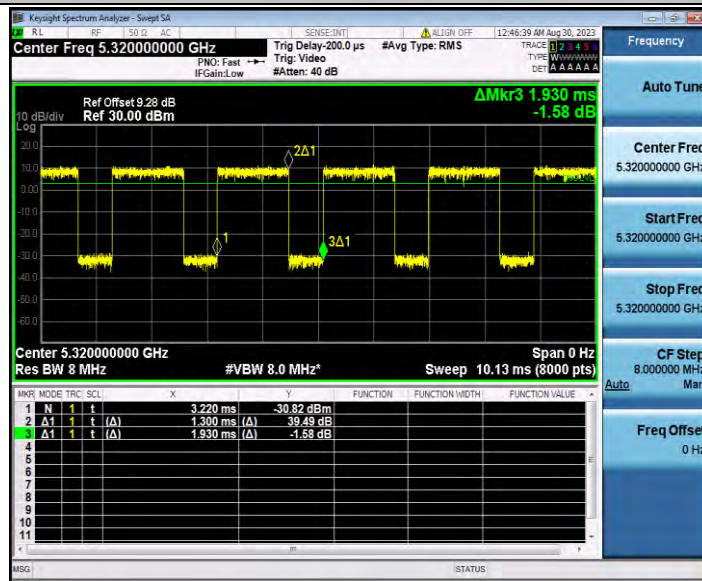 Keysight Spectrum Analyzer - Swept SA
RL RF 50 Ω AC SENSE:INT ALIGN OFF 12:46:39 AM Aug 30, 2023
Center Freq 5.320000000 GHz
PNO: Fast
IFGain:Low
Trig Delay-200.0 µs
Trig: Video
#Atten: 40 dB
#Avg Type: RMS
TRACE 1 2 3 4 5 6
TYPE W
DET A A A A A A
Frequency
ΔMkr3 1.930 ms
-1.58 dB
Ref Offset 9.28 dB
10 dB/div Ref 30.00 dBm
Log
20.0
10.0
0.00
-10.0
-20.0
-30.0
-40.0
-50.0
-60.0
2Δ1
1
3Δ1
Center 5.320000000 GHz Span 0 Hz
Res BW 8 MHz #VBW 8.0 MHz* Sweep 10.13 ms (8000 pts)
MKR MODE TRC SCL X Y FUNCTION FUNCTION WIDTH FUNCTION VALUE
1 N 1 t 3.220 ms -30.82 dBm
2 Δ1 1 t (Δ) 1.300 ms (Δ) 39.49 dB
3 Δ1 1 t (Δ) 1.930 ms (Δ) -1.58 dB
4
5
6
7
8
9
10
11
MSG STATUS
Auto Tune
Center Freq
5.320000000 GHz
Start Freq
5.320000000 GHz
Stop Freq
5.320000000 GHz
CF Step
8.000000 MHz
Auto Man
Freq Offset
0 Hz